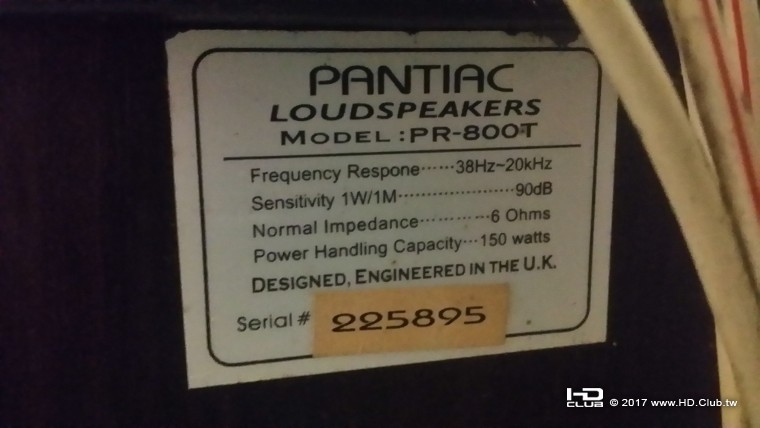 PANTIAC
LOUDSPEAKERS
MODEL : PR-800T
Frequency Respone······38Hz~20kHz
Sensitivity 1W/1M····················90dB
Normal Impedance············6 Ohms
Power Handling Capacity···150 watts
DESIGNED, ENGINEERED IN THE U.K.
Serial # 225895
HD CLUB © 2017 www.HD.Club.tw